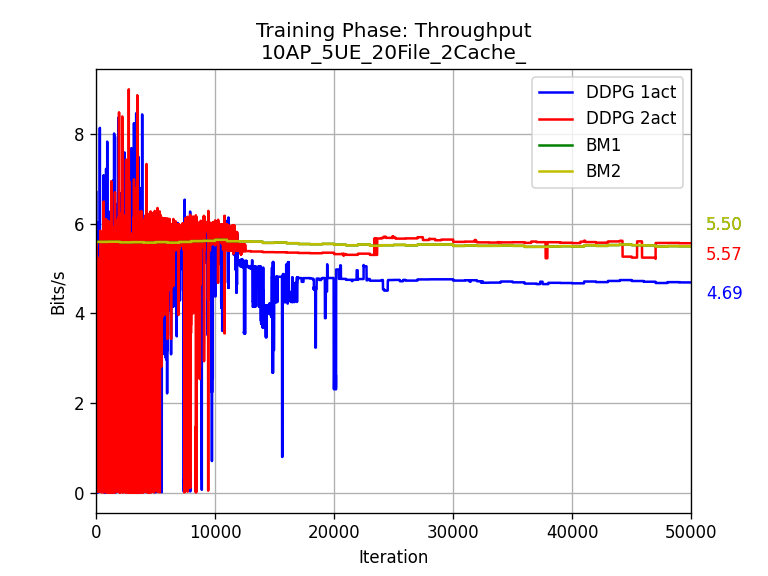 Training Phase: Throughput
10AP_5UE_20File_2Cache_
DDPG 1act
DDPG 2act
BM1
BM2
Bits/s
8
6
4
2
0
5.50
5.57
4.69
0
10000
20000
30000
40000
50000
Iteration